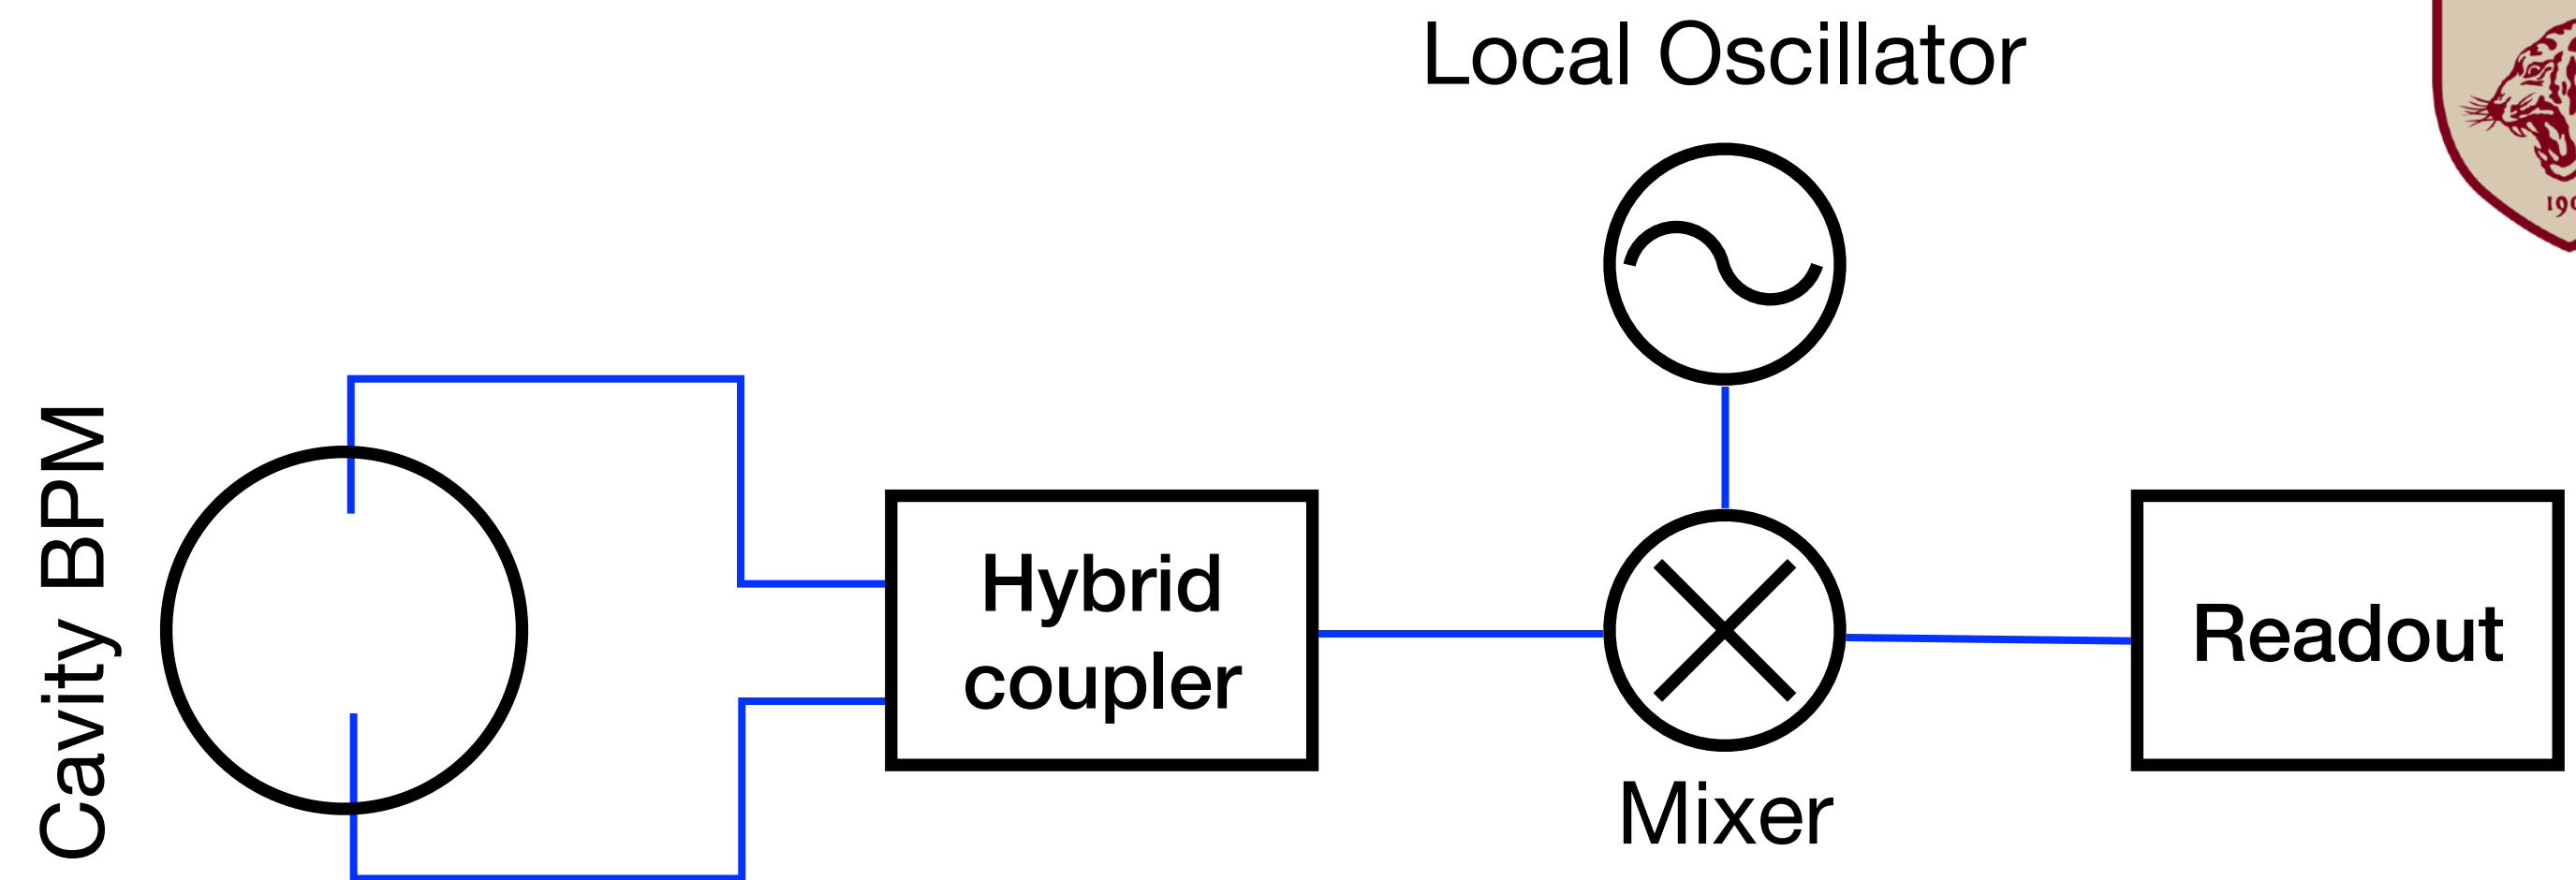 Local Oscillator
Cavity BPM
Hybrid
coupler
Readout
Mixer